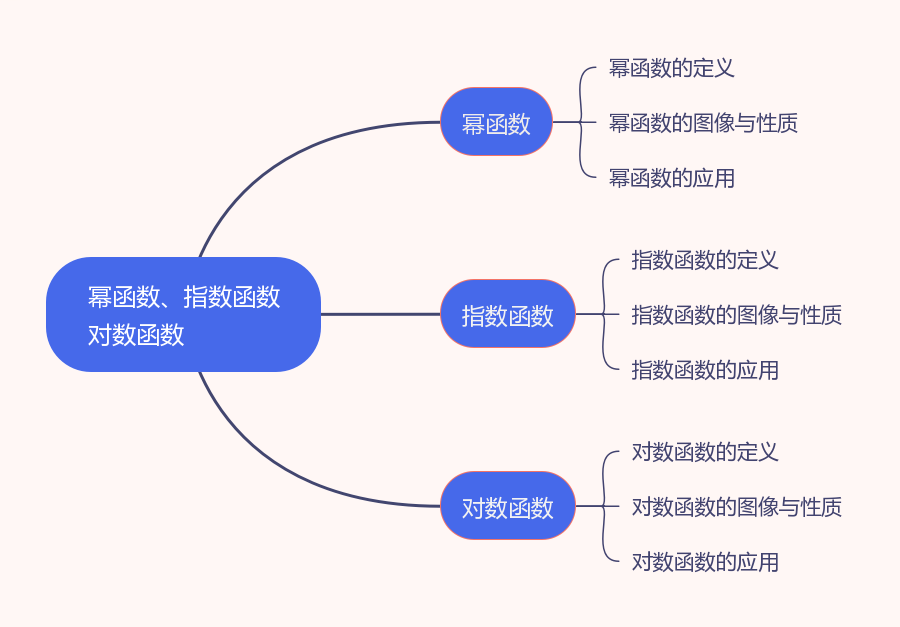 幂函数、指数函数
对数函数
幂函数
幂函数的定义
幂函数的图像与性质
幂函数的应用
指数函数
指数函数的定义
指数函数的图像与性质
指数函数的应用
对数函数
对数函数的定义
对数函数的图像与性质
对数函数的应用